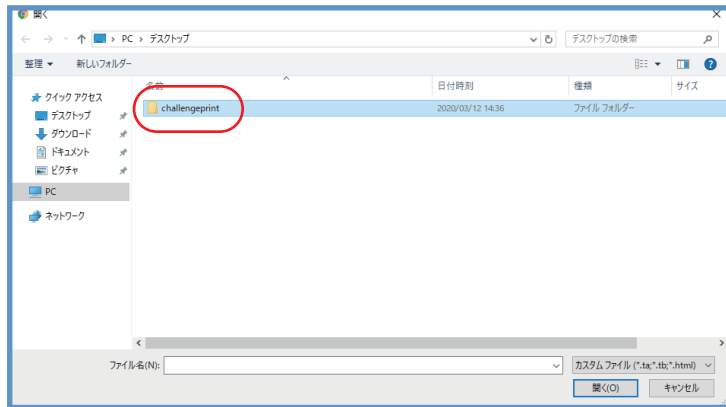 開く
PC › デスクトップ
デスクトップの検索
整理 新しいフォルダー
名前 日付時刻 種類 サイズ
challengeprint 2020/03/12 14:36 ファイル フォルダー
クイック アクセス
デスクトップ
ダウンロード
ドキュメント
ピクチャ
PC
ネットワーク
ファイル名(N):
カスタム ファイル (*.ta;*.tb;*.html)
開く(O) キャンセル